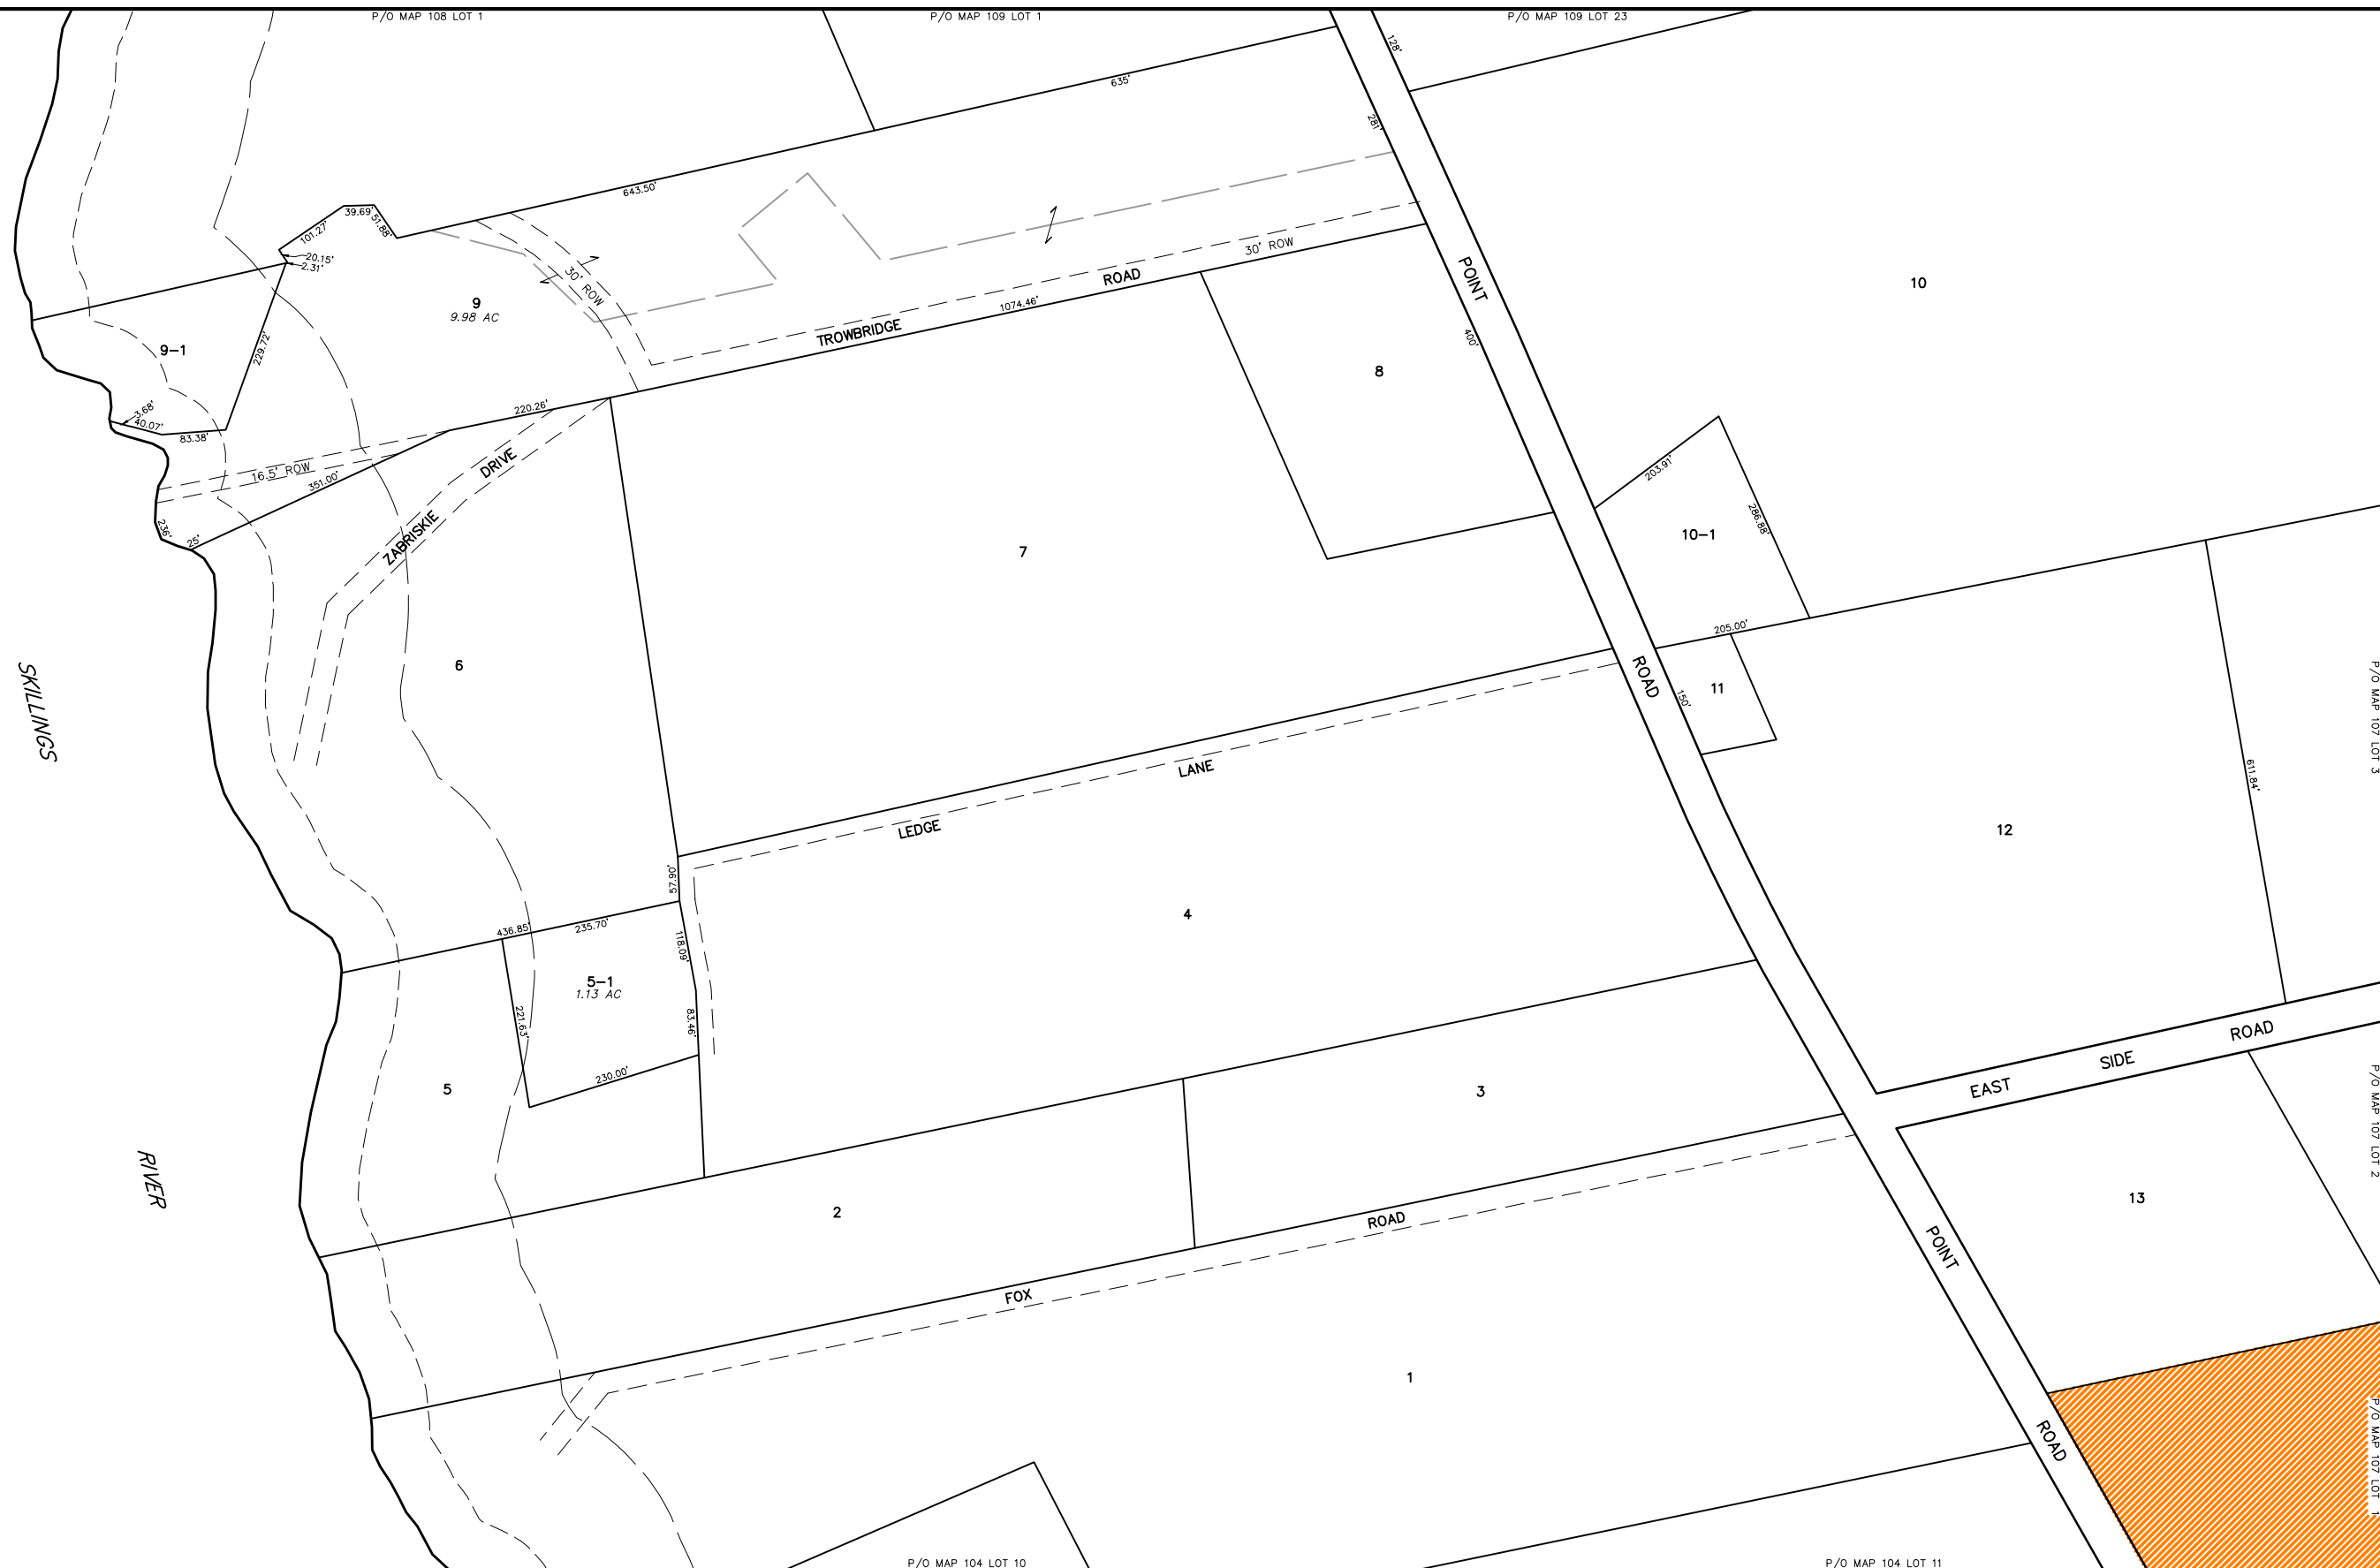 P/O MAP 108 LOT 1
P/O MAP 109 LOT 1
P/O MAP 109 LOT 23
128'
635'
281'
643.50'
39.69'
51.88'
101.27'
20.15'
2.31'
30' ROW
9
9.98 AC
30' ROW
ROAD
1074.46'
TROWBRIDGE
POINT
10
400'
9-1
229.72'
8
3.68'
40.07'
83.38'
220.26'
16.5' ROW
351.00'
DRIVE
ZABRISKIE
236'
25'
203.91'
286.88'
10-1
7
205.00'
6
ROAD
11
150'
SKILLINGS
P/O MAP 107 LOT 3
LANE
LEDGE
611.84'
12
57.90'
4
436.85'
235.70'
118.09'
5-1
1.13 AC
221.63'
83.46'
230.00'
5
ROAD
SIDE
EAST
3
P/O MAP 107 LOT 2
RIVER
2
13
ROAD
POINT
FOX
1
ROAD
P/O MAP 107 LOT 1
P/O MAP 104 LOT 10
P/O MAP 104 LOT 11